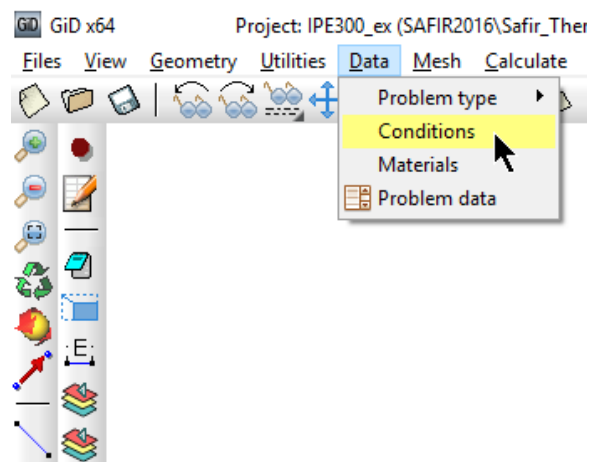 GiD GiD x64 Project: IPE300_ex (SAFIR2016\Safir_Ther
Files View Geometry Utilities Data Mesh Calculate
Problem type
Conditions
Materials
Problem data
E